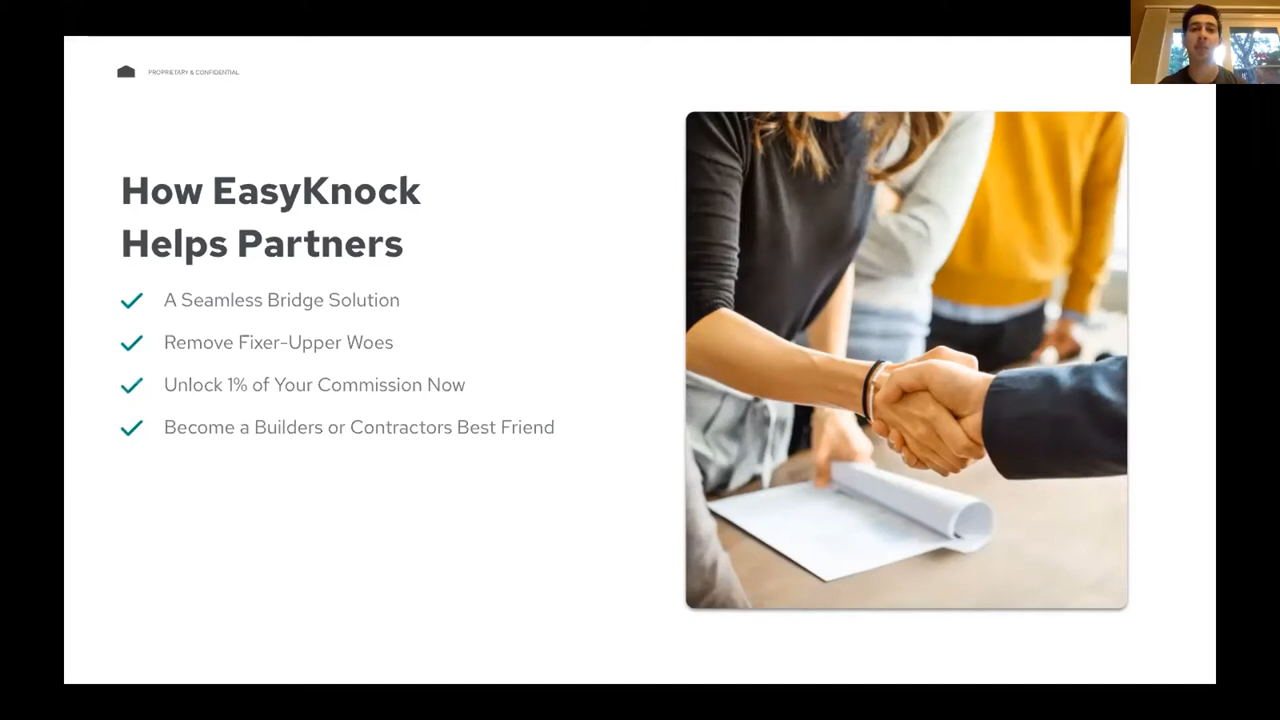 PROPRIETARY & CONFIDENTIAL
How EasyKnock
Helps Partners
A Seamless Bridge Solution
Remove Fixer-Upper Woes
Unlock 1% of Your Commission Now
Become a Builders or Contractors Best Friend